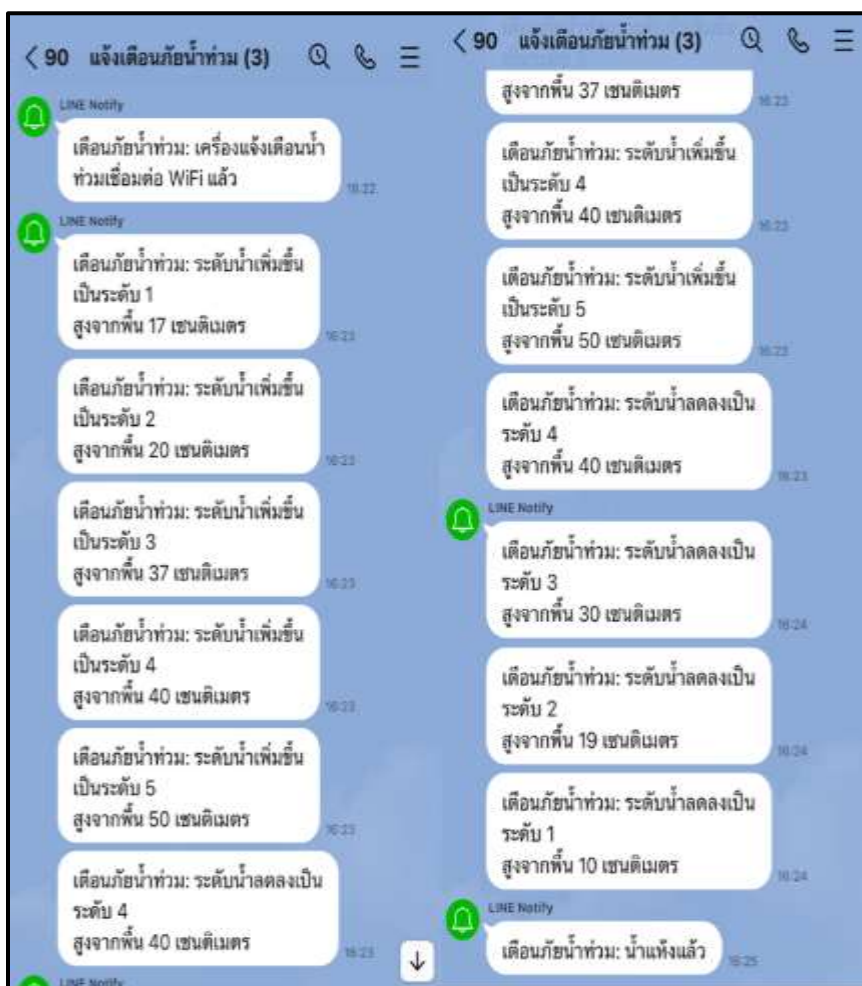 < 90 แจ้งเตือนภัยน้ำท่วม (3)
LINE Notify
เตือนภัยน้ำท่วม: เครื่องแจ้งเตือนน้ำ
ท่วมเชื่อมต่อ WiFi แล้ว
16:22
LINE Notify
เตือนภัยน้ำท่วม: ระดับน้ำเพิ่มขึ้น
เป็นระดับ 1
สูงจากพื้น 17 เซนติเมตร
16:23
เตือนภัยน้ำท่วม: ระดับน้ำเพิ่มขึ้น
เป็นระดับ 2
สูงจากพื้น 20 เซนติเมตร
16:23
เตือนภัยน้ำท่วม: ระดับน้ำเพิ่มขึ้น
เป็นระดับ 3
สูงจากพื้น 37 เซนติเมตร
16:23
เตือนภัยน้ำท่วม: ระดับน้ำเพิ่มขึ้น
เป็นระดับ 4
สูงจากพื้น 40 เซนติเมตร
16:23
เตือนภัยน้ำท่วม: ระดับน้ำเพิ่มขึ้น
เป็นระดับ 5
สูงจากพื้น 50 เซนติเมตร
16:23
เตือนภัยน้ำท่วม: ระดับน้ำลดลงเป็น
ระดับ 4
สูงจากพื้น 40 เซนติเมตร
16:23
LINE Notify
< 90 แจ้งเตือนภัยน้ำท่วม (3)
สูงจากพื้น 37 เซนติเมตร
16:23
เตือนภัยน้ำท่วม: ระดับน้ำเพิ่มขึ้น
เป็นระดับ 4
สูงจากพื้น 40 เซนติเมตร
16:23
เตือนภัยน้ำท่วม: ระดับน้ำเพิ่มขึ้น
เป็นระดับ 5
สูงจากพื้น 50 เซนติเมตร
16:23
เตือนภัยน้ำท่วม: ระดับน้ำลดลงเป็น
ระดับ 4
สูงจากพื้น 40 เซนติเมตร
16:23
LINE Notify
เตือนภัยน้ำท่วม: ระดับน้ำลดลงเป็น
ระดับ 3
สูงจากพื้น 30 เซนติเมตร
16:24
เตือนภัยน้ำท่วม: ระดับน้ำลดลงเป็น
ระดับ 2
สูงจากพื้น 19 เซนติเมตร
16:24
เตือนภัยน้ำท่วม: ระดับน้ำลดลงเป็น
ระดับ 1
สูงจากพื้น 10 เซนติเมตร
16:24
LINE Notify
เตือนภัยน้ำท่วม: น้ำแห้งแล้ว
16:25